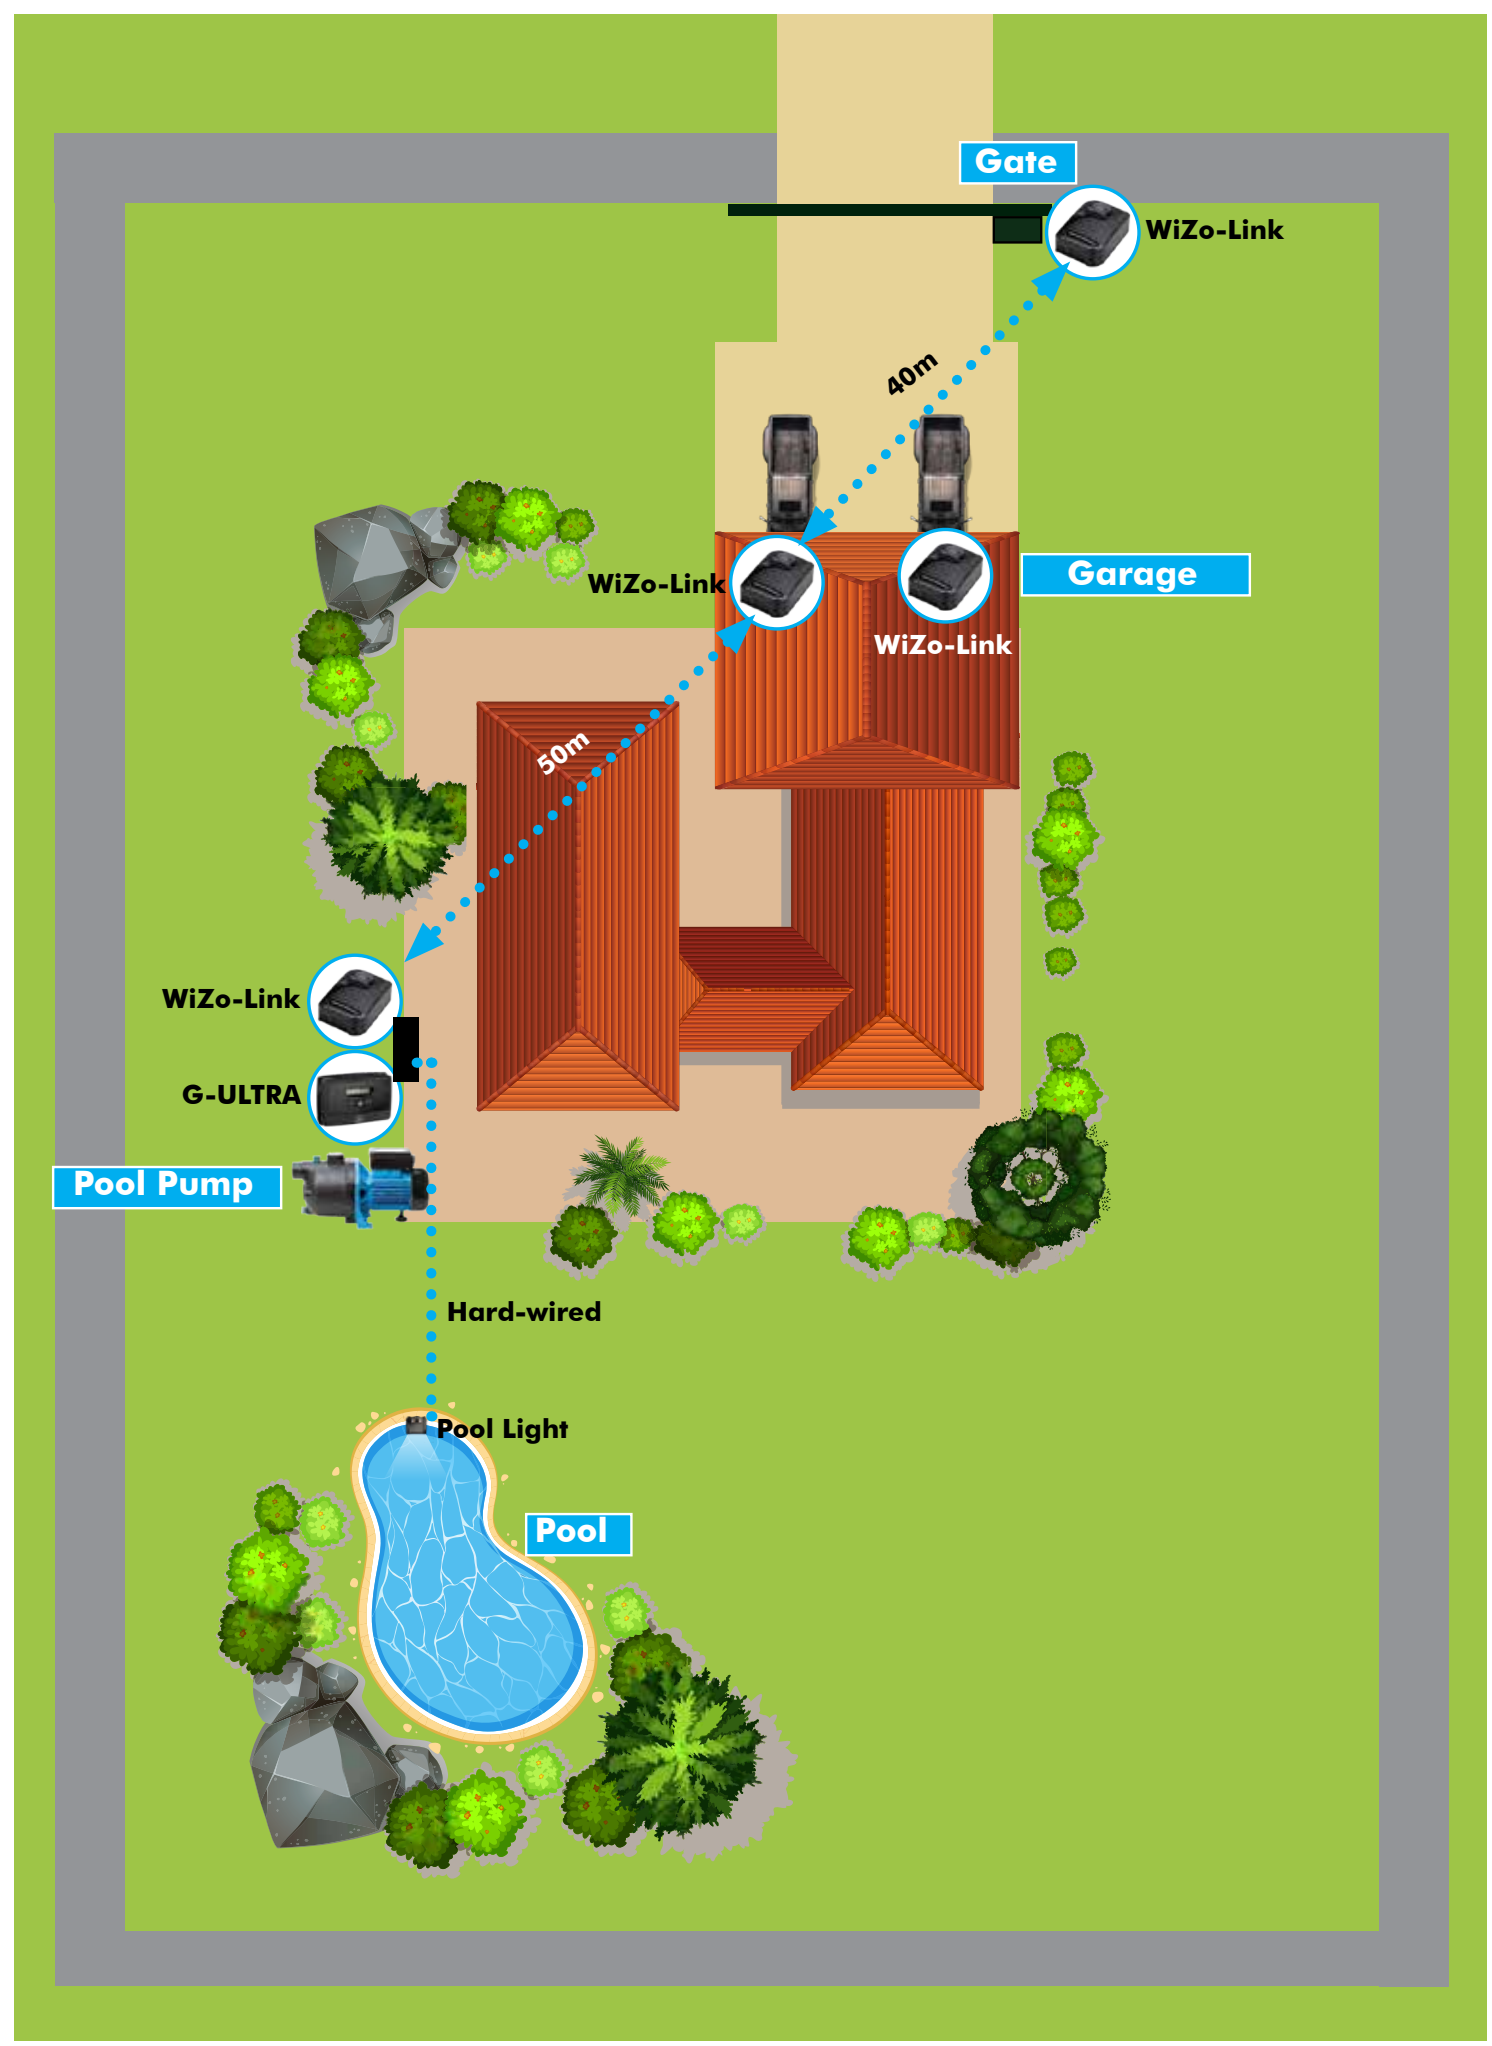 Gate
WiZo-Link
40m
WiZo-Link
Garage
WiZo-Link
50m
WiZo-Link
G-ULTRA
Pool Pump
Hard-wired
Pool Light
Pool